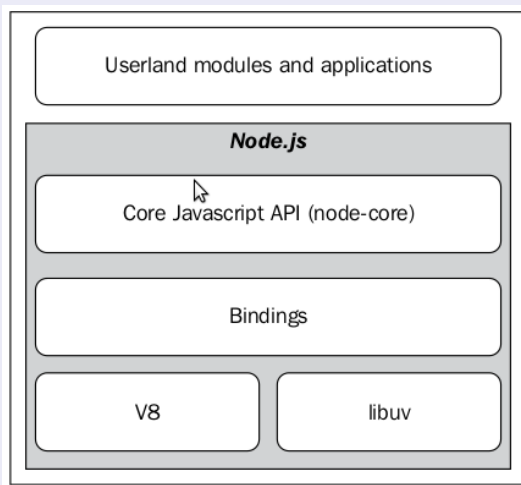 Userland modules and applications
Node.js
Core Javascript API (node-core)
Bindings
V8
libuv